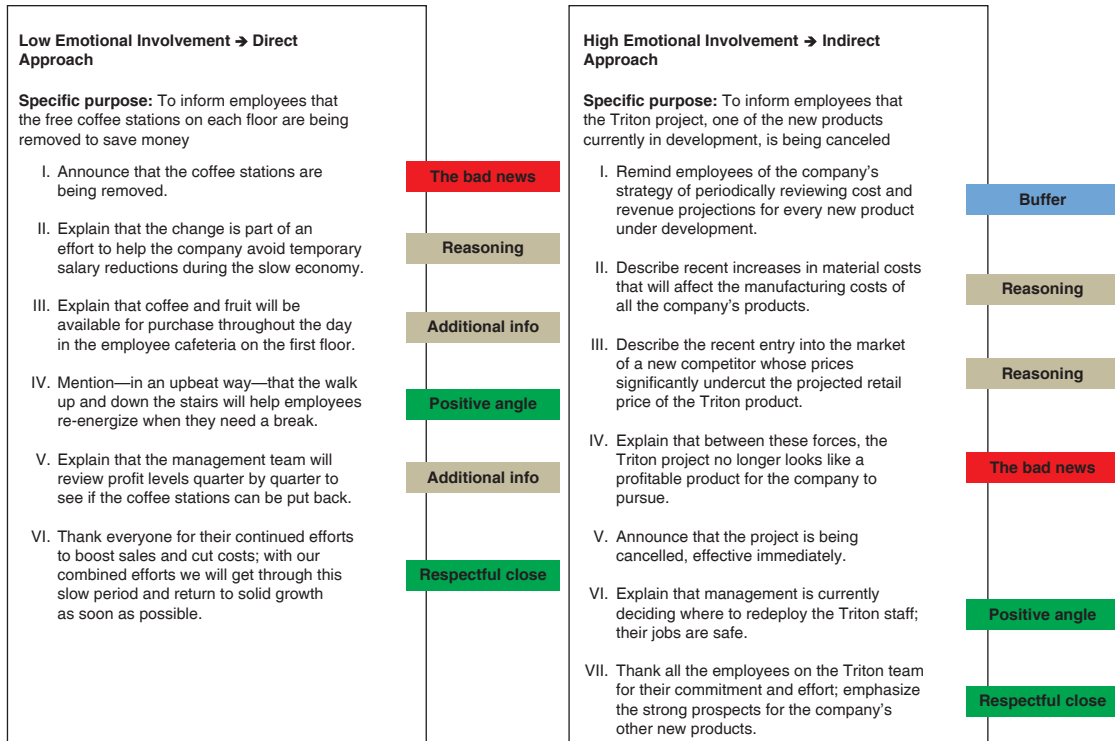 Low Emotional Involvement → Direct
Approach
Specific purpose: To inform employees that
the free coffee stations on each floor are being
removed to save money
I. Announce that the coffee stations are
being removed.
The bad news
II. Explain that the change is part of an
effort to help the company avoid temporary
salary reductions during the slow economy.
Reasoning
III. Explain that coffee and fruit will be
available for purchase throughout the day
in the employee cafeteria on the first floor.
Additional info
IV. Mention—in an upbeat way—that the walk
up and down the stairs will help employees
re-energize when they need a break.
Positive angle
V. Explain that the management team will
review profit levels quarter by quarter to
see if the coffee stations can be put back.
Additional info
VI. Thank everyone for their continued efforts
to boost sales and cut costs; with our
combined efforts we will get through this
slow period and return to solid growth
as soon as possible.
Respectful close
High Emotional Involvement → Indirect
Approach
Specific purpose: To inform employees that
the Triton project, one of the new products
currently in development, is being canceled
I. Remind employees of the company's
strategy of periodically reviewing cost and
revenue projections for every new product
under development.
Buffer
II. Describe recent increases in material costs
that will affect the manufacturing costs of
all the company's products.
Reasoning
III. Describe the recent entry into the market
of a new competitor whose prices
significantly undercut the projected retail
price of the Triton product.
Reasoning
IV. Explain that between these forces, the
Triton project no longer looks like a
profitable product for the company to
pursue.
The bad news
V. Announce that the project is being
cancelled, effective immediately.
VI. Explain that management is currently
deciding where to redeploy the Triton staff;
their jobs are safe.
Positive angle
VII. Thank all the employees on the Triton team
for their commitment and effort; emphasize
the strong prospects for the company's
other new products.
Respectful close